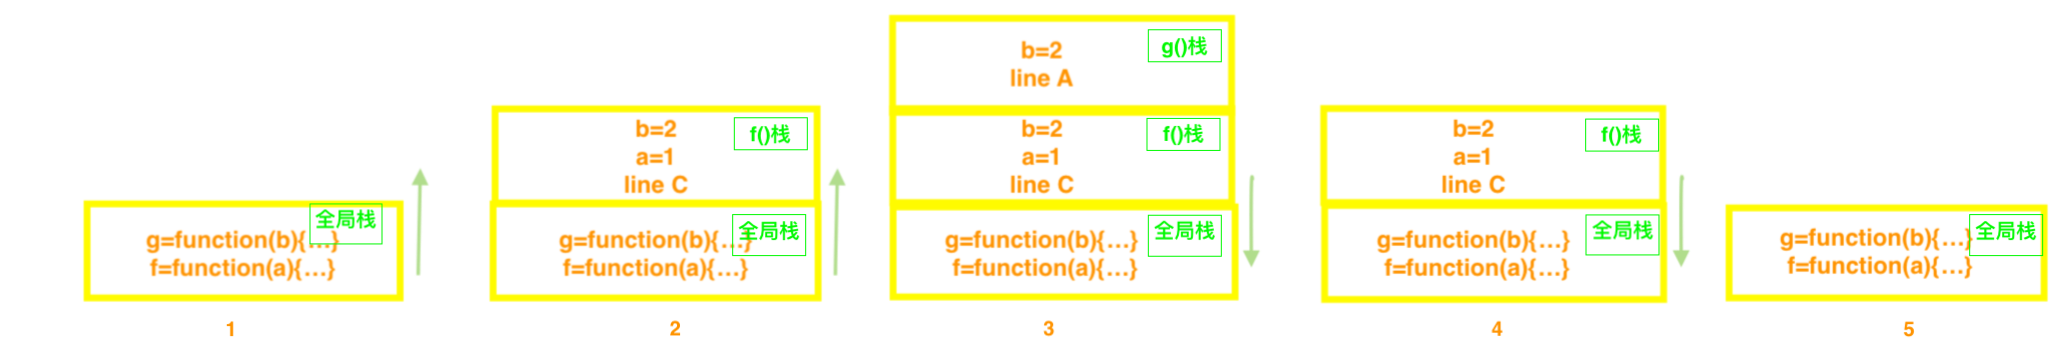 全局栈
g=function(b){...}
f=function(a){...}
1
b=2
f()栈
a=1
line C
全局栈
g=function(b){...}
f=function(a){...}
2
b=2
g()栈
line A
b=2
f()栈
a=1
line C
全局栈
g=function(b){...}
f=function(a){...}
3
b=2
f()栈
a=1
line C
全局栈
g=function(b){...}
f=function(a){...}
4
全局栈
g=function(b){...}
f=function(a){...}
5